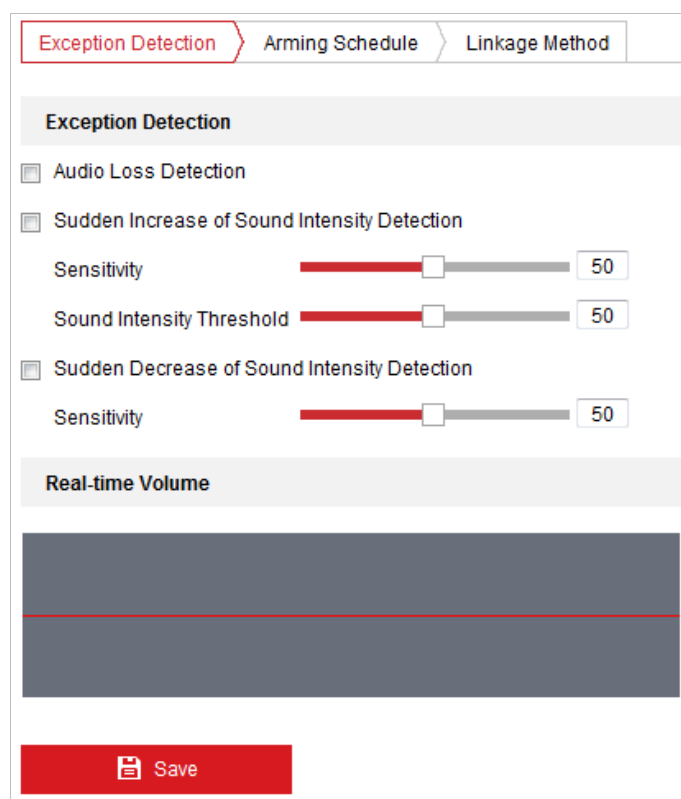 Exception Detection Arming Schedule Linkage Method
Exception Detection
Audio Loss Detection
Sudden Increase of Sound Intensity Detection
Sensitivity 50
Sound Intensity Threshold 50
Sudden Decrease of Sound Intensity Detection
Sensitivity 50
Real-time Volume
Save